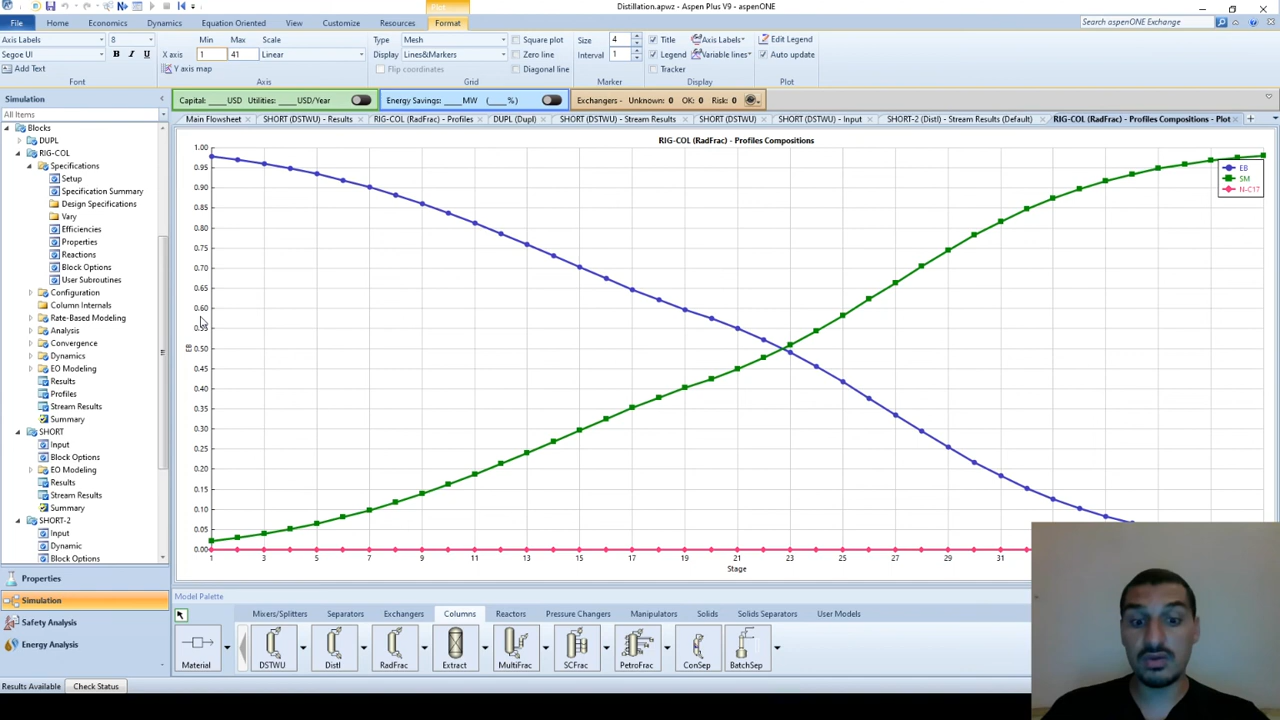 Distillation.apwz - Aspen Plus V9 - aspenONE
Plot
File Home Economics Dynamics Equation Oriented View Customize Resources Format Search aspenONE Exchange
Axis Labels 8 Min Max Scale Type Mesh Square plot Size 4 Title Axis Labels Edit Legend
Segoe UI B I U X axis 1 41 Linear Display Lines&Markers Zero line Interval 1 Legend Variable lines Auto update
Add Text Y axis map Flip coordinates Diagonal line Tracker
Font Axis Grid Marker Display Plot
Simulation
Capital: ____USD Utilities: ____USD/Year Energy Savings: ____MW (____%) Exchangers - Unknown: 0 OK: 0 Risk: 0
All Items
Main Flowsheet SHORT (DSTWU) - Results RIG-COL (RadFrac) - Profiles DUPL (Dupl) SHORT (DSTWU) - Stream Results SHORT (DSTWU) - Input SHORT-2 (Distl) - Stream Results (Default) RIG-COL (RadFrac) - Profiles Compositions - Plot
Blocks
DUPL
RIG-COL
Specifications
Setup
Specification Summary
Design Specifications
Vary
Efficiencies
Properties
Reactions
Block Options
User Subroutines
Configuration
Column Internals
Rate-Based Modeling
Analysis
Convergence
Dynamics
EO Modeling
Results
Profiles
Stream Results
Summary
SHORT
Input
Block Options
EO Modeling
Results
Stream Results
Summary
SHORT-2
Input
Dynamic
Block Options
Properties
Simulation
Safety Analysis
Energy Analysis
RIG-COL (RadFrac) - Profiles Compositions
1.00
0.95
0.90
0.85
0.80
0.75
0.70
0.65
0.60
0.55
0.50
0.45
0.40
0.35
0.30
0.25
0.20
0.15
0.10
0.05
0.00
EB
EB
SM
N-C17
1 3 5 7 9 11 13 15 17 19 21 23 25 27 29 31
Stage
Model Palette
Mixers/Splitters Separators Exchangers Columns Reactors Pressure Changers Manipulators Solids Solids Separators User Models
Material DSTWU Distl RadFrac Extract MultiFrac SCFrac PetroFrac ConSep BatchSep
Results Available Check Status